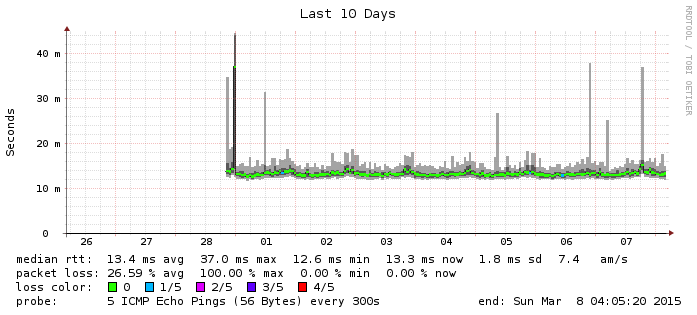 Last 10 Days
RRDTOOL / TOBI OETIKER
Seconds
40 m
30 m
20 m
10 m
0
26 27 28 01 02 03 04 05 06 07
median rtt: 13.4 ms avg 37.0 ms max 12.6 ms min 13.3 ms now 1.8 ms sd 7.4 am/s
packet loss: 26.59 % avg 100.00 % max 0.00 % min 0.00 % now
loss color: 0 1/5 2/5 3/5 4/5
probe: 5 ICMP Echo Pings (56 Bytes) every 300s end: Sun Mar 8 04:05:20 2015